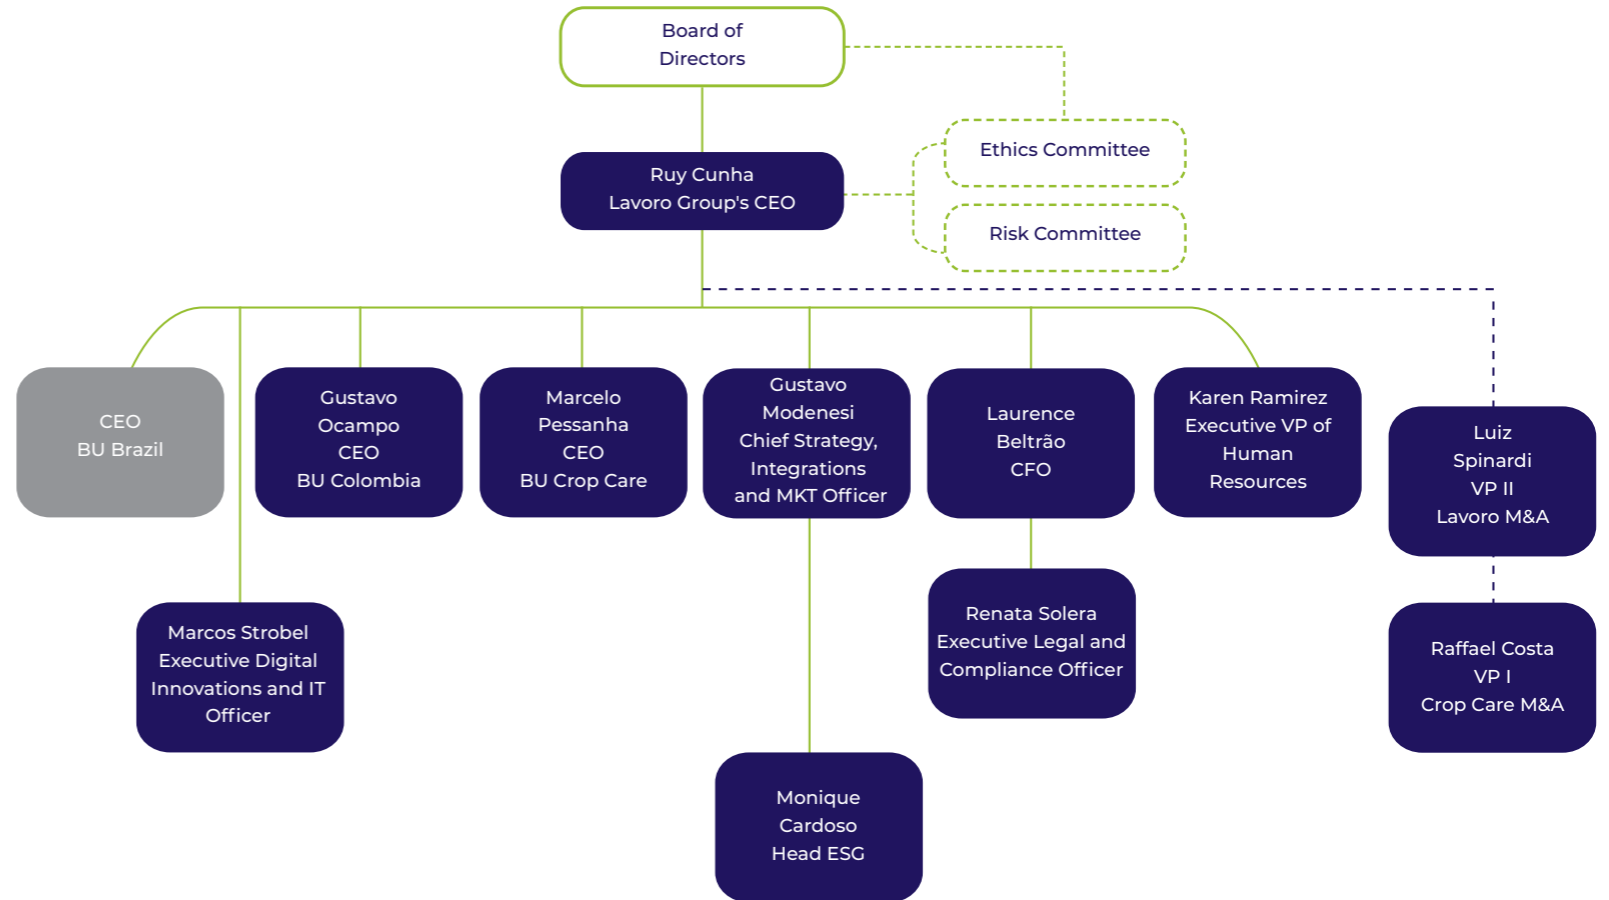 Board of
Directors
Ethics Committee
Ruy Cunha
Lavoro Group's CEO
Risk Committee
CEO
BU Brazil
Gustavo
Ocampo
CEO
BU Colombia
Marcelo
Pessanha
CEO
BU Crop Care
Gustavo
Modenesi
Chief Strategy,
Integrations
and MKT Officer
Laurence
Beltrão
CFO
Karen Ramirez
Executive VP of
Human
Resources
Luiz
Spinardi
VP II
Lavoro M&A
Marcos Strobel
Executive Digital
Innovations and IT
Officer
Renata Solera
Executive Legal and
Compliance Officer
Raffael Costa
VP I
Crop Care M&A
Monique
Cardoso
Head ESG